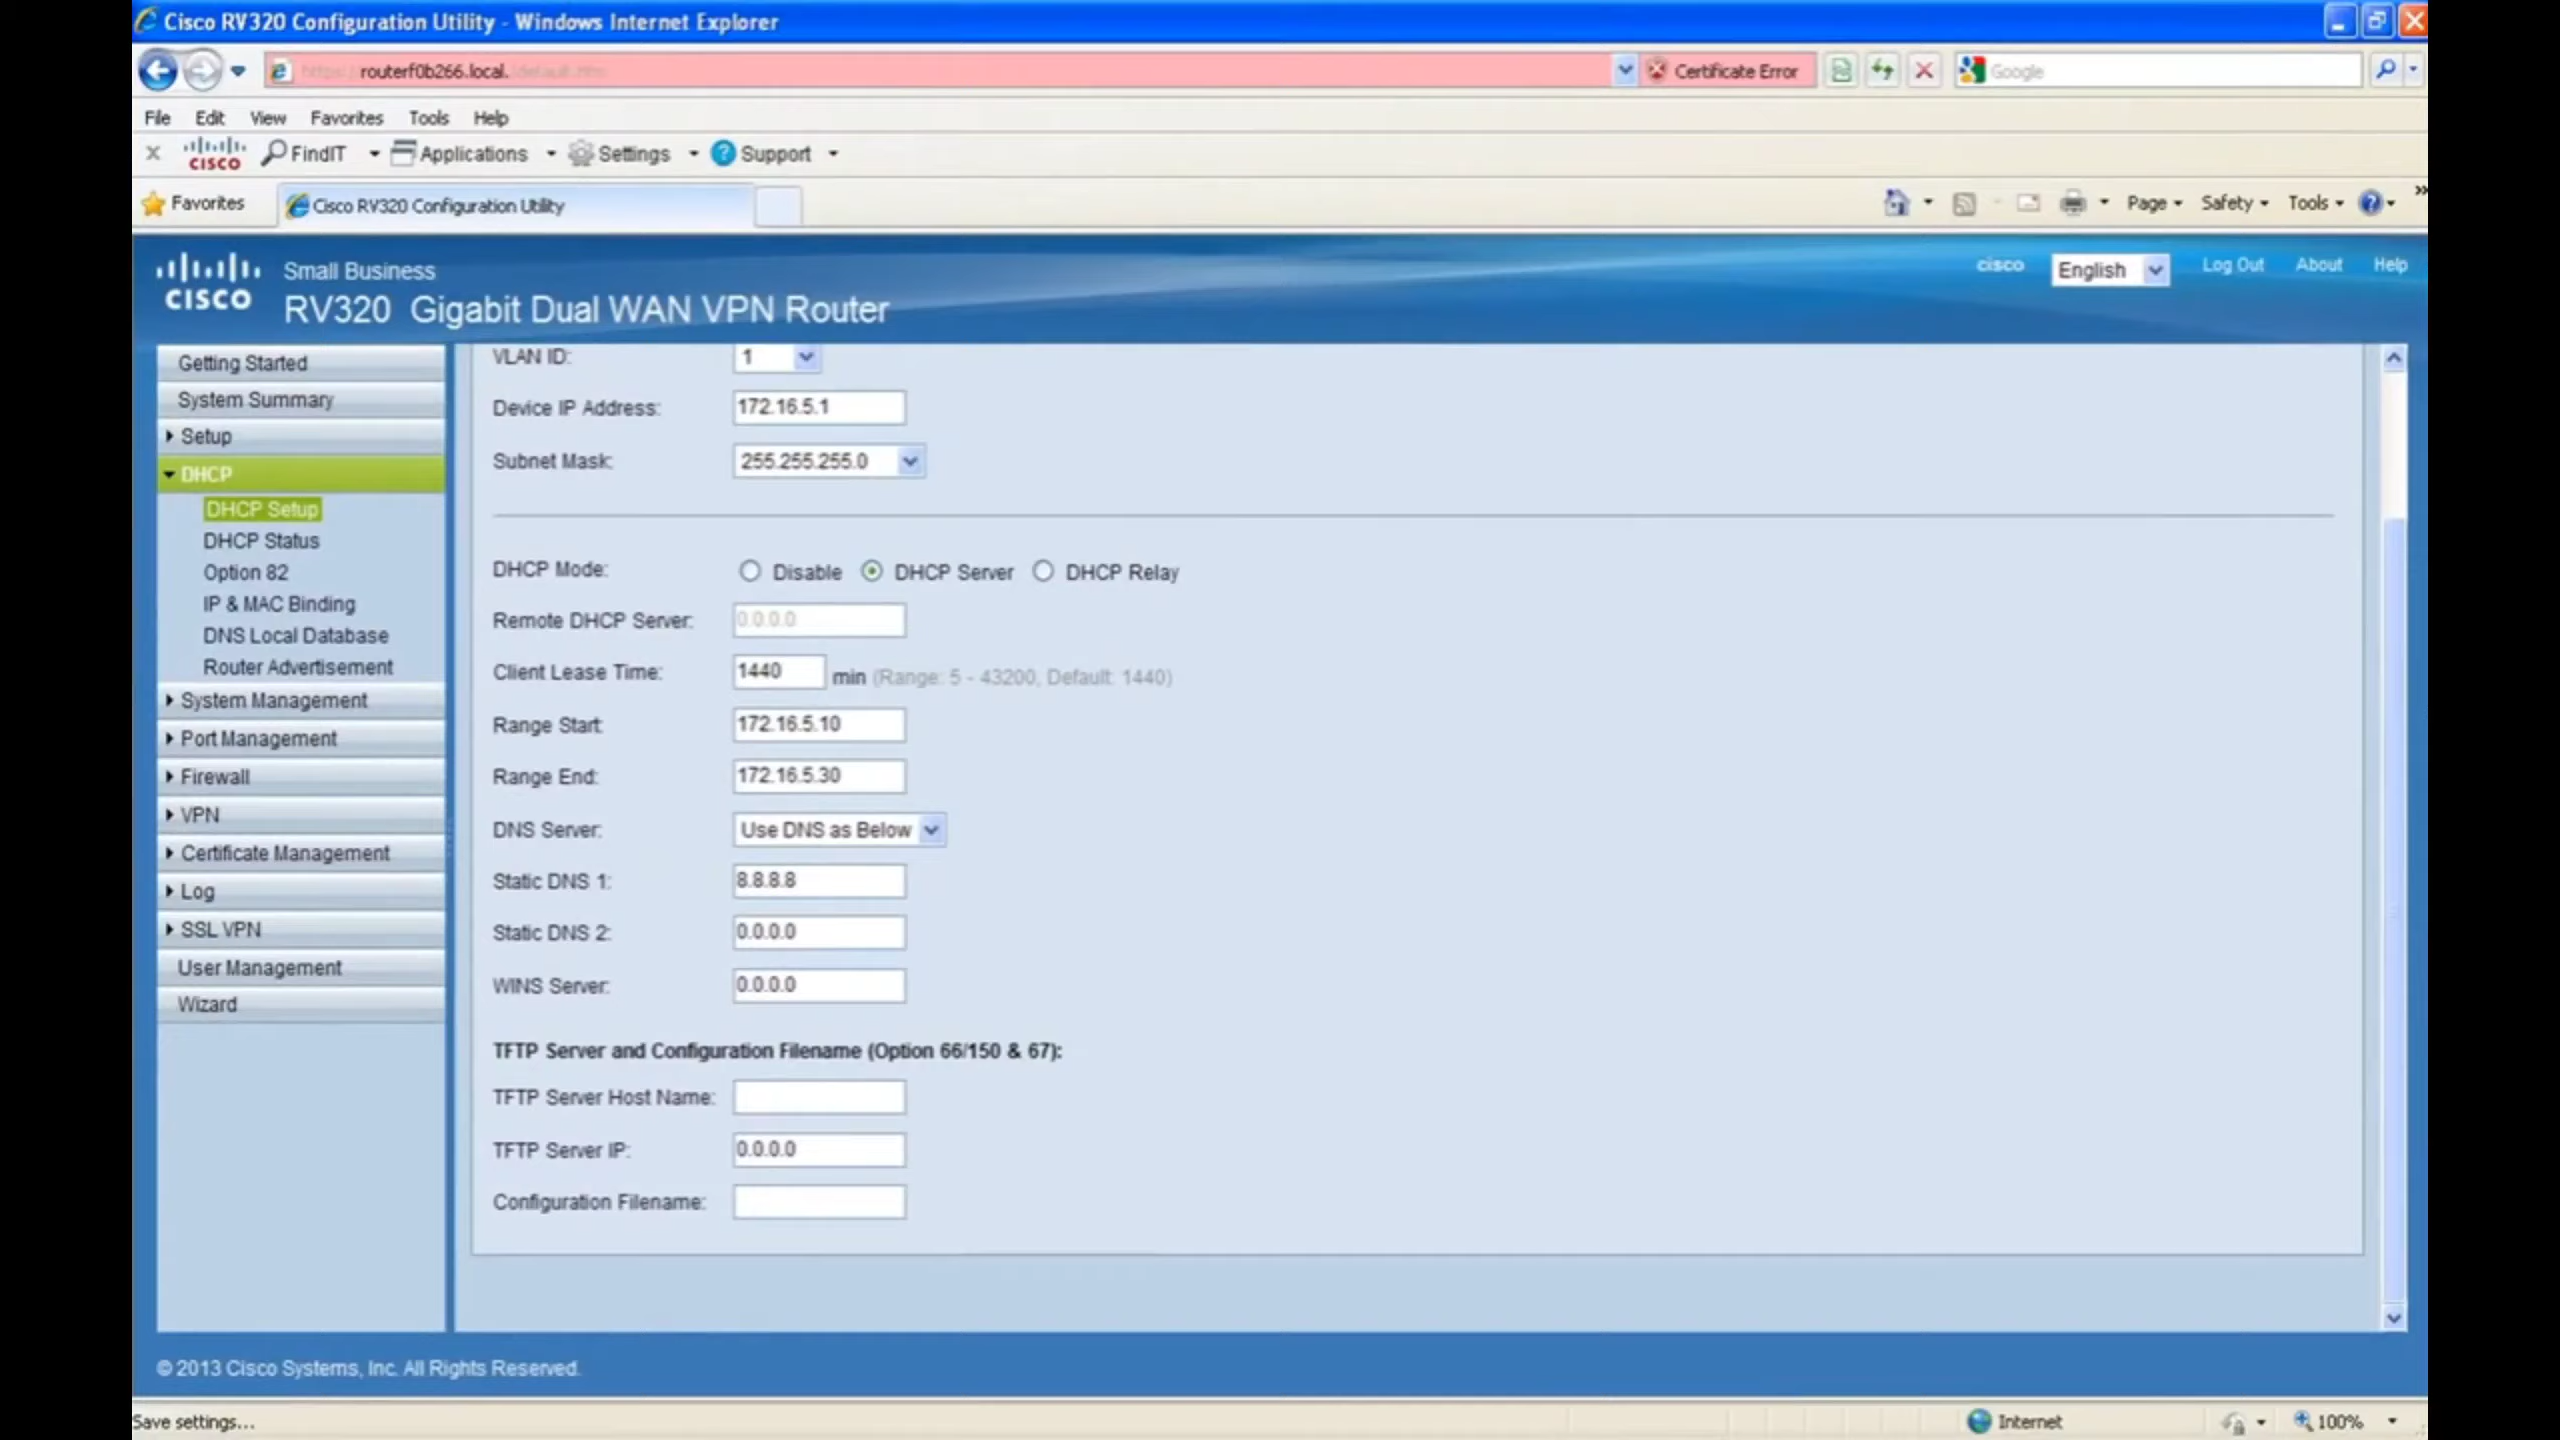 Cisco RV320 Configuration Utility - Windows Internet Explorer
https://routerf0b266.local./default.htm
Certificate Error
Google
File Edit View Favorites Tools Help
x CISCO FindIT Applications Settings Support
Favorites
Cisco RV320 Configuration Utility
Page Safety Tools
CISCO
Small Business
RV320 Gigabit Dual WAN VPN Router
cisco English Log Out About Help
Getting Started
System Summary
Setup
DHCP
DHCP Setup
DHCP Status
Option 82
IP & MAC Binding
DNS Local Database
Router Advertisement
System Management
Port Management
Firewall
VPN
Certificate Management
Log
SSL VPN
User Management
Wizard
VLAN ID: 1
Device IP Address: 172.16.5.1
Subnet Mask: 255.255.255.0
DHCP Mode: Disable DHCP Server DHCP Relay
Remote DHCP Server: 0.0.0.0
Client Lease Time: 1440 min (Range: 5 - 43200, Default: 1440)
Range Start: 172.16.5.10
Range End: 172.16.5.30
DNS Server: Use DNS as Below
Static DNS 1: 8.8.8.8
Static DNS 2: 0.0.0.0
WINS Server: 0.0.0.0
TFTP Server and Configuration Filename (Option 66/150 & 67):
TFTP Server Host Name:
TFTP Server IP: 0.0.0.0
Configuration Filename:
© 2013 Cisco Systems, Inc. All Rights Reserved.
Save settings...
Internet
100%